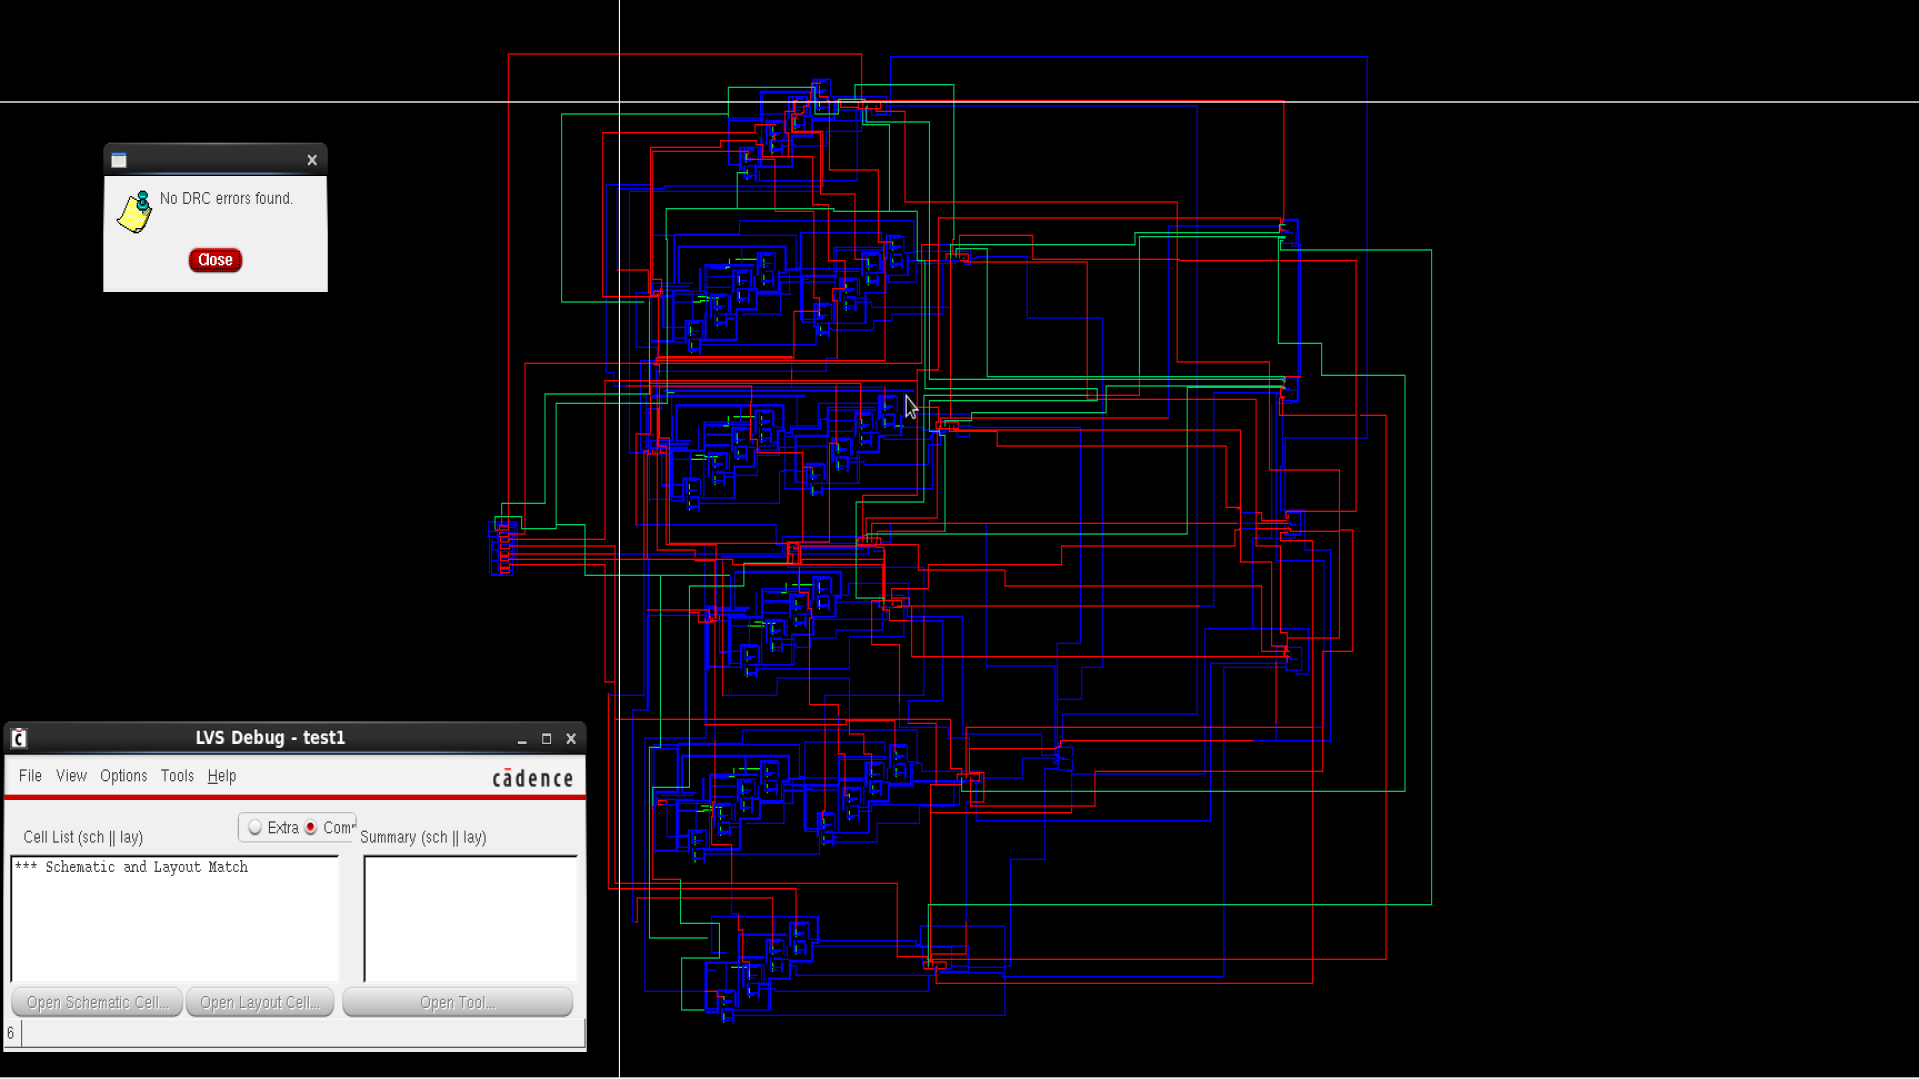 No DRC errors found.
Close
LVS Debug - test1
File View Options Tools Help
cādence
Extra
Cell List (sch || lay)
Summary (sch || lay)
*** Schematic and Layout Match
Open Schematic Cell...
Open Layout Cell...
Open Tool...
6